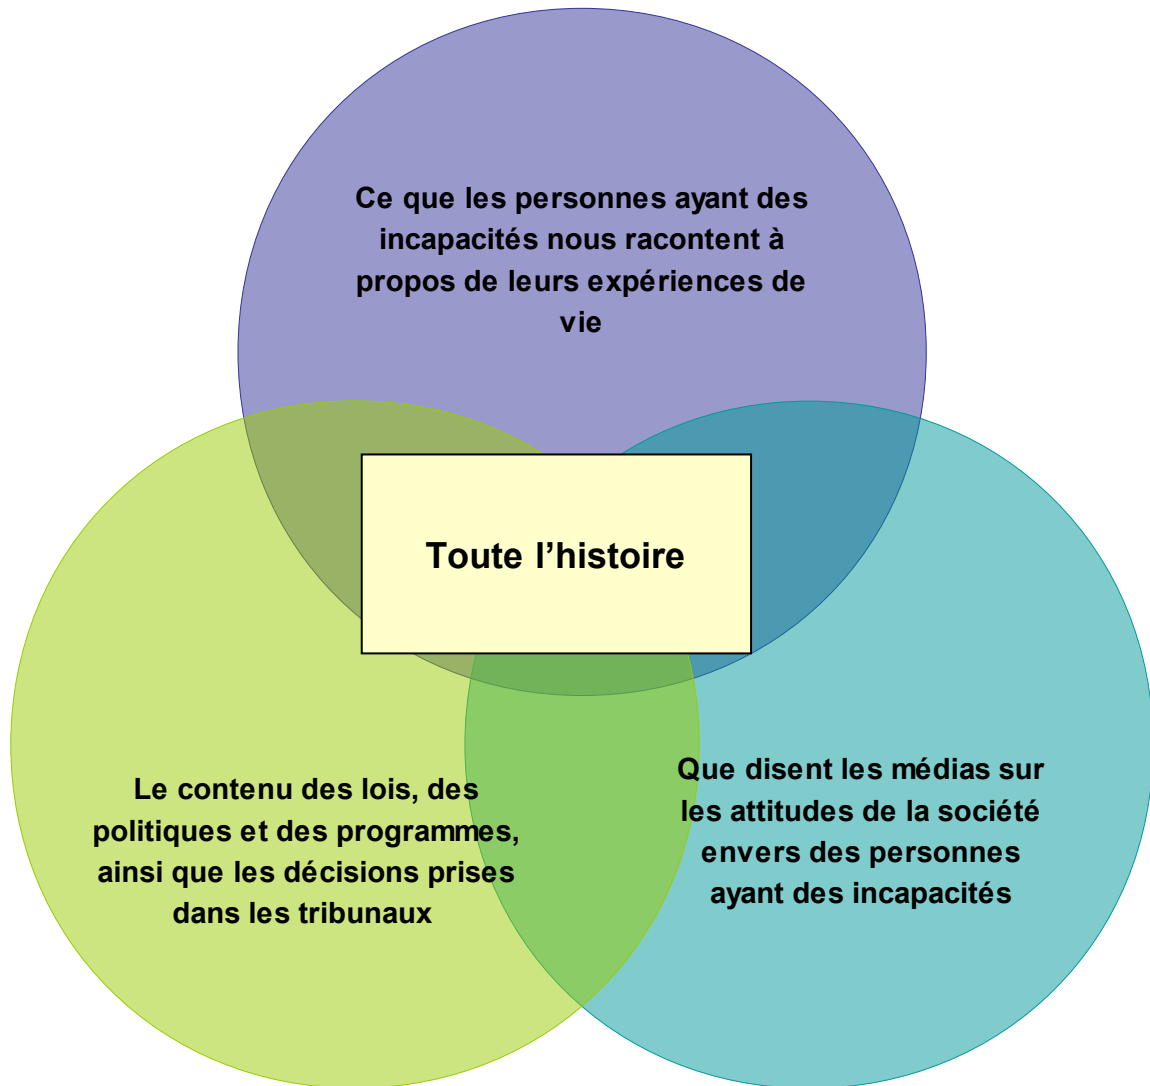 Ce que les personnes ayant des
incapacités nous racontent à
propos de leurs expériences de
vie
Toute l’histoire
Le contenu des lois, des
politiques et des programmes,
ainsi que les décisions prises
dans les tribunaux
Que disent les médias sur
les attitudes de la société
envers des personnes
ayant des incapacités